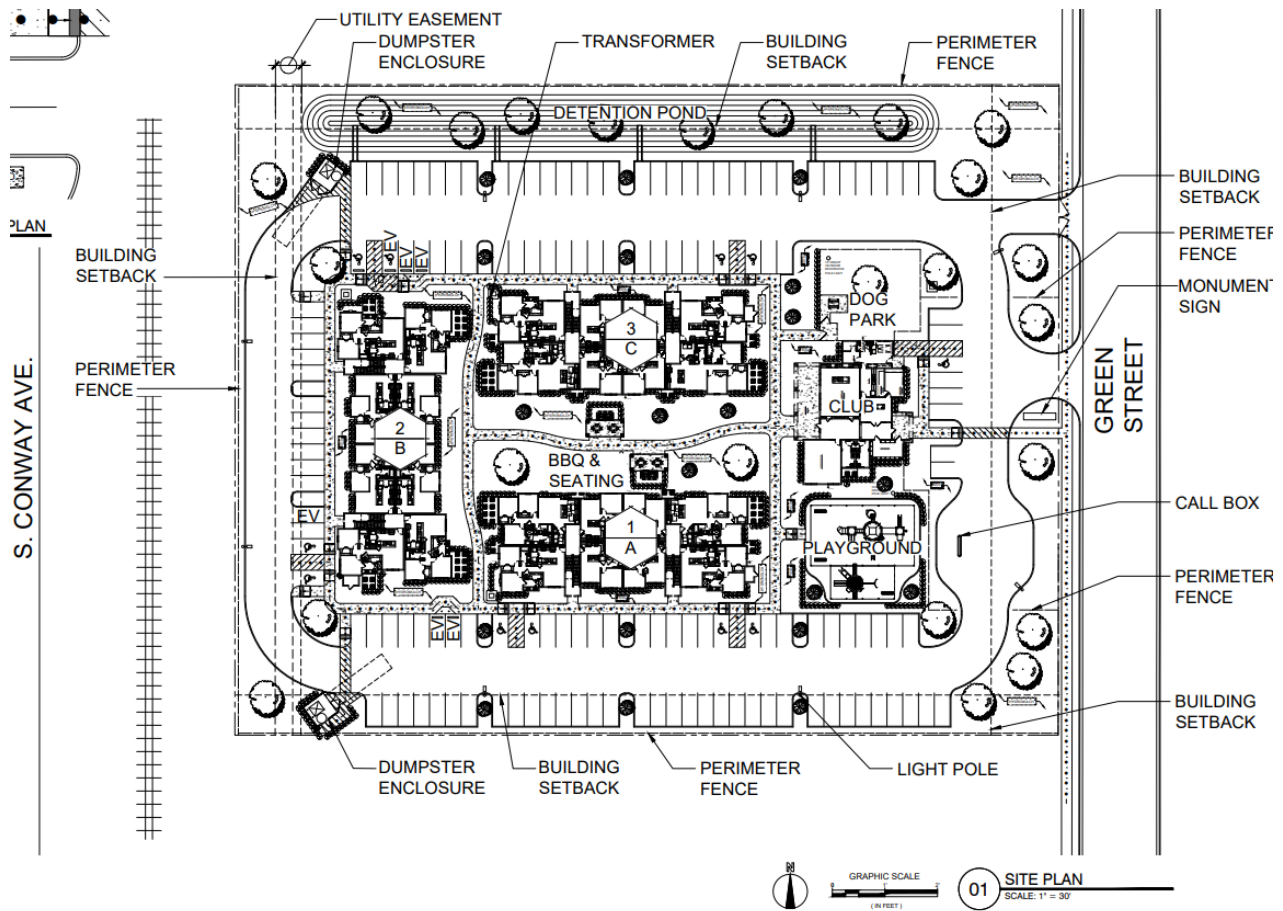 UTILITY EASEMENT
DUMPSTER
ENCLOSURE
TRANSFORMER
BUILDING
SETBACK
PERIMETER
FENCE
DETENTION POND
PLAN
BUILDING
SETBACK
PERIMETER
FENCE
MONUMENT
SIGN
BUILDING
SETBACK
EV
EV
EV
3
C
DOG
PARK
PERIMETER
FENCE
S. CONWAY AVE.
2
B
CLUB
GREEN
STREET
BBQ &
SEATING
EV
1
A
PLAYGROUND
CALL BOX
PERIMETER
FENCE
EV
EV
BUILDING
SETBACK
DUMPSTER
ENCLOSURE
BUILDING
SETBACK
PERIMETER
FENCE
LIGHT POLE
N
GRAPHIC SCALE
( IN FEET )
01
SITE PLAN
SCALE: 1" = 30'